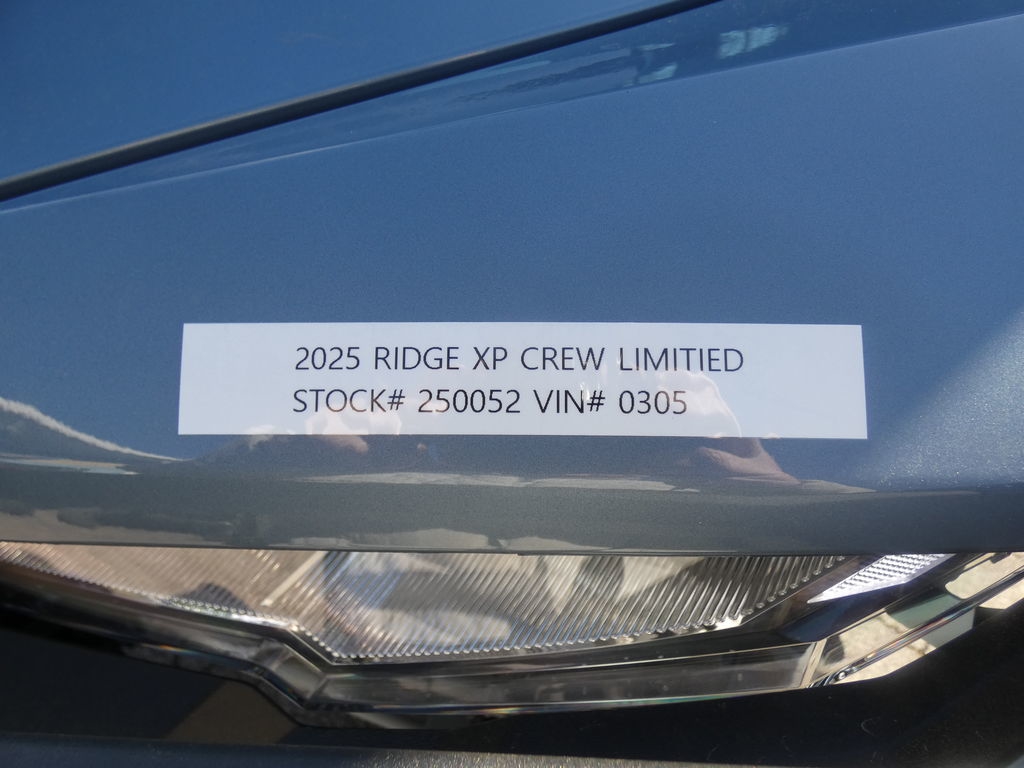 2025 RIDGE XP CREW LIMITIED
STOCK# 250052 VIN# 0305